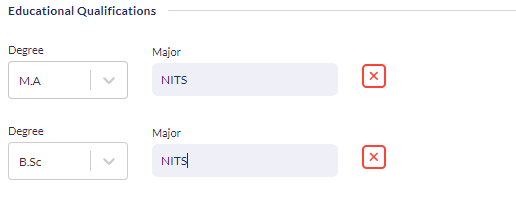 Educational Qualifications
Degree Major
M.A NITS
Degree Major
B.Sc NITS